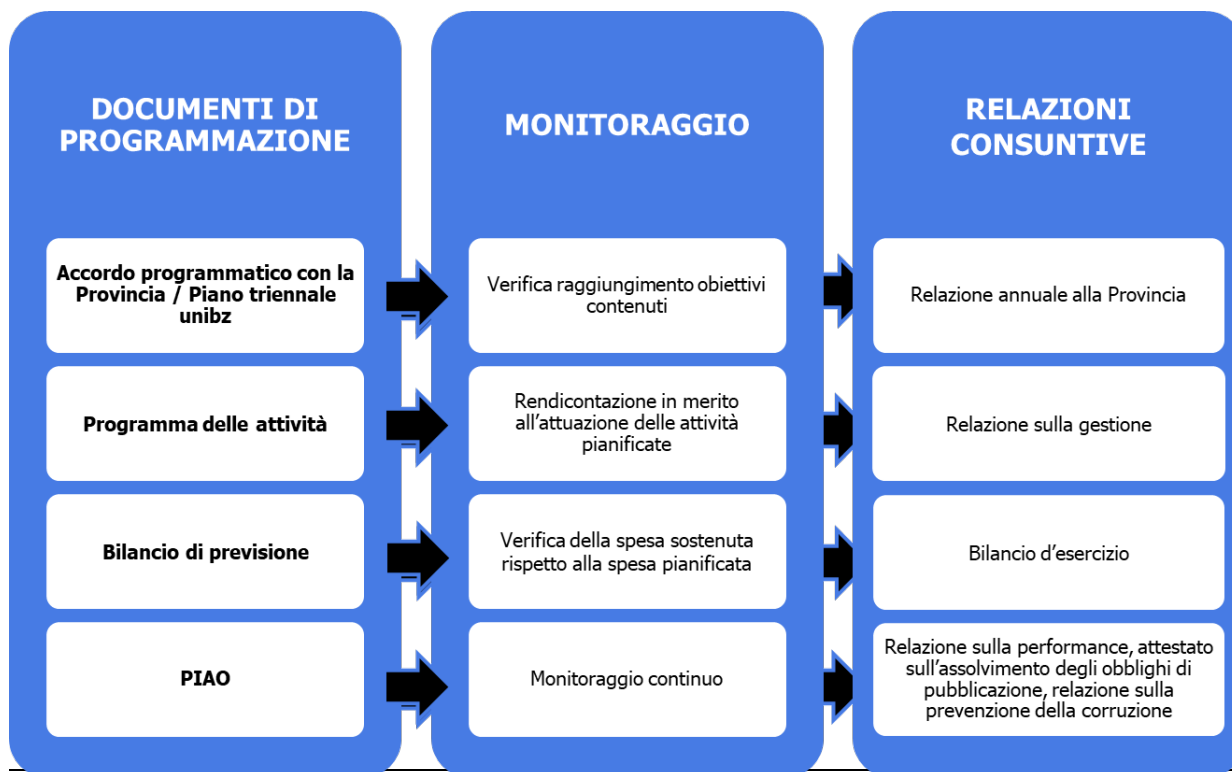 DOCUMENTI DI
PROGRAMMAZIONE
MONITORAGGIO
RELAZIONI
CONSUNTIVE
Accordo programmatico con la
Provincia / Piano triennale
unibz
Verifica raggiungimento obiettivi
contenuti
Relazione annuale alla Provincia
Programma delle attività
Rendicontazione in merito
all’attuazione delle attività
pianificate
Relazione sulla gestione
Bilancio di previsione
Verifica della spesa sostenuta
rispetto alla spesa pianificata
Bilancio d’esercizio
PIAO
Monitoraggio continuo
Relazione sulla performance, attestato
sull’assolvimento degli obblighi di
pubblicazione, relazione sulla
prevenzione della corruzione